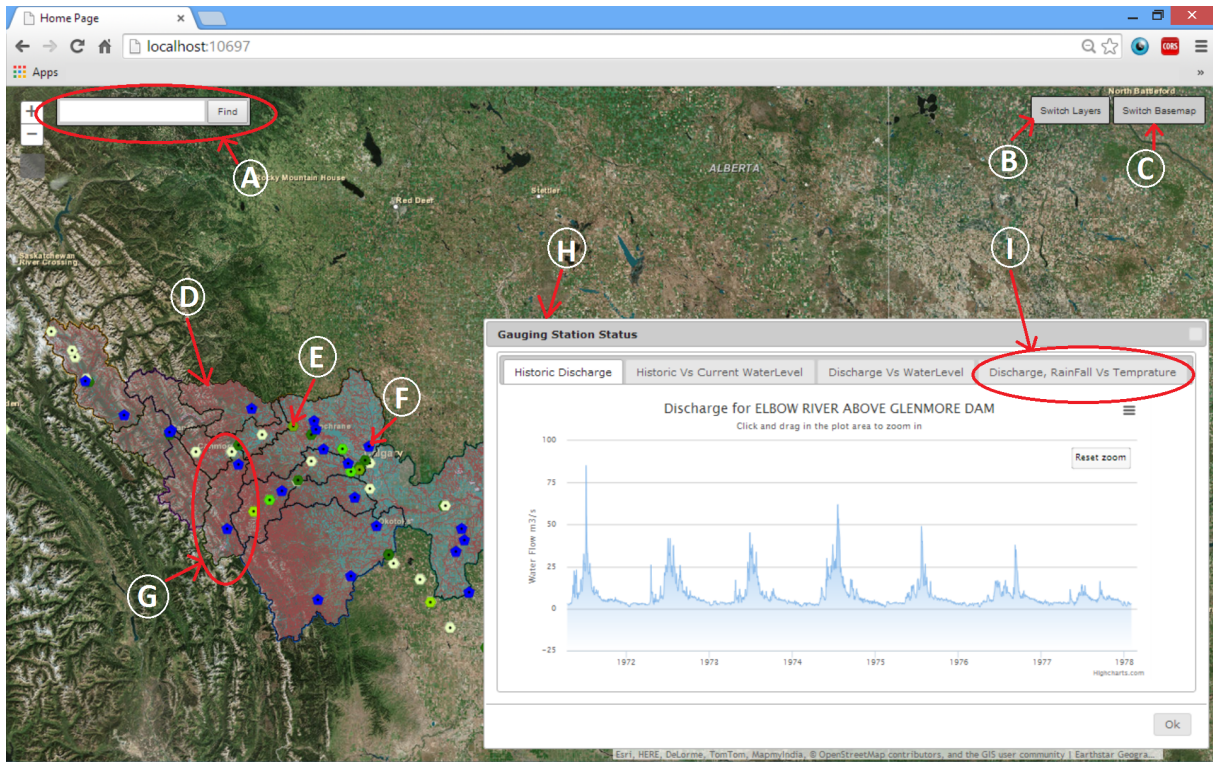 Home Page
localhost:10697
CORS
Apps
»
North Battleford
Find
Switch Layers
Switch Basemap
A
B
C
ALBERTA
Rocky Mountain House
Stettler
Red Deer
Saskatchewan
River Crossing
H
I
D
Gauging Station Status
E
Historic Discharge
Historic Vs Current WaterLevel
Discharge Vs WaterLevel
Discharge, RainFall Vs Temprature
F
Discharge for ELBOW RIVER ABOVE GLENMORE DAM
Click and drag in the plot area to zoom in
Reset zoom
100
75
50
25
0
-25
Water Flow m3/s
1972
1973
1974
1975
1976
1977
1978
Highcharts.com
G
Ok
Esri, HERE, DeLorme, TomTom, MapmyIndia, © OpenStreetMap contributors, and the GIS user community | Earthstar Geogra...